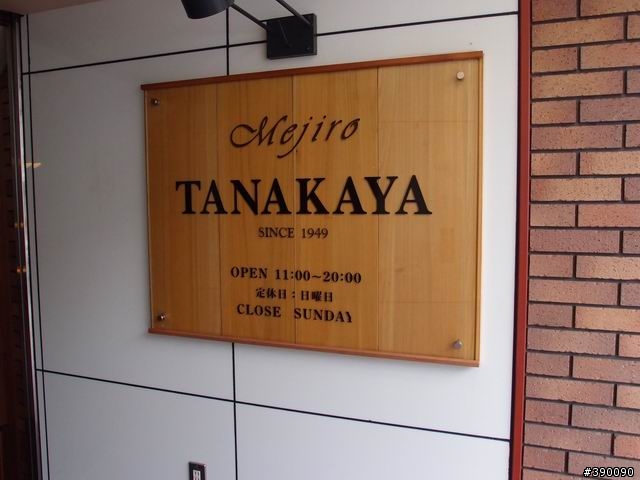 Mejiro
TANAKAYA
SINCE 1949
OPEN 11:00~20:00
定休日:日曜日
CLOSE SUNDAY
#390090